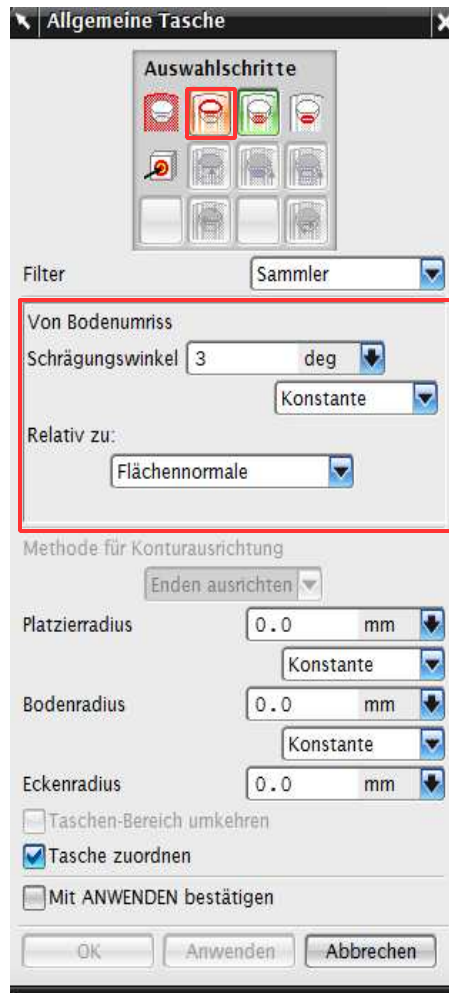 Allgemeine Tasche
Auswahlschritte
Filter Sammler
Von Bodenumriss
Schrägungswinkel 3 deg
Konstante
Relativ zu:
Flächennormale
Methode für Konturausrichtung
Enden ausrichten
Platzierradius 0.0 mm
Konstante
Bodenradius 0.0 mm
Konstante
Eckenradius 0.0 mm
Taschen-Bereich umkehren
Tasche zuordnen
Mit ANWENDEN bestätigen
OK Anwenden Abbrechen